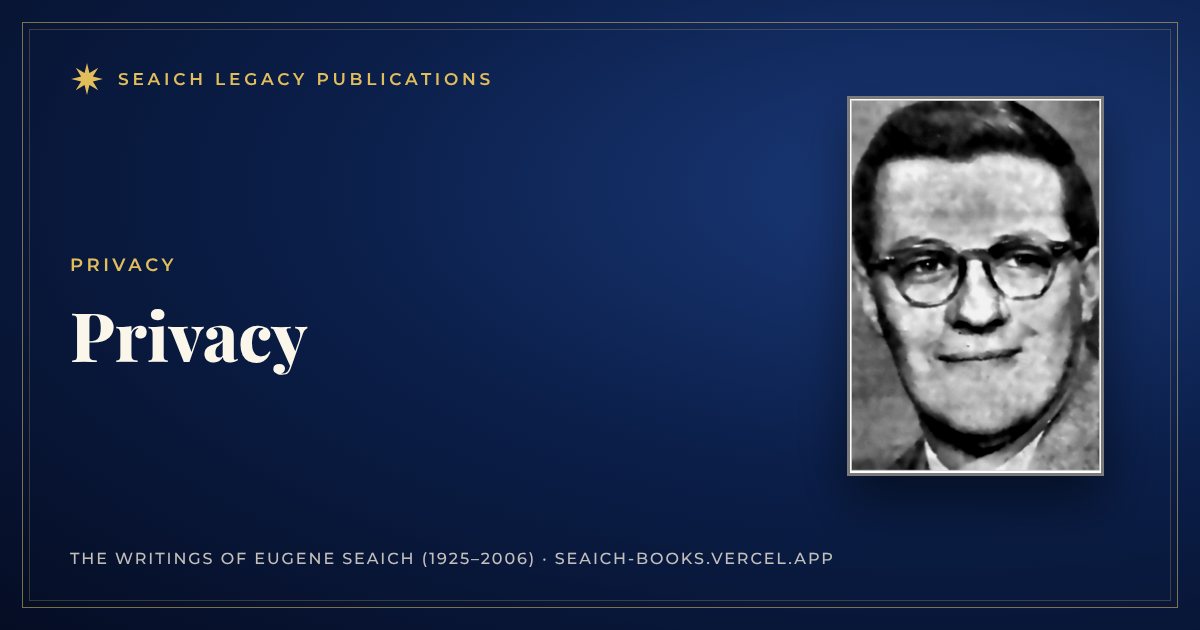 SEAICH LEGACY PUBLICATIONS
PRIVACY
Privacy
THE WRITINGS OF EUGENE SEAICH (1925–2006) · SEAICH-BOOKS.VERCEL.APP